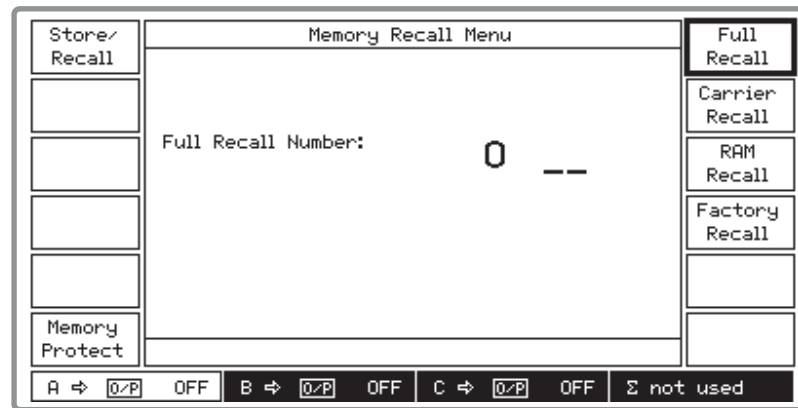 Store/
Recall
Memory Recall Menu
Full
Recall
Carrier
Recall
Full Recall Number: 0 __
RAM
Recall
Factory
Recall
Memory
Protect
A ⇨ O/P OFF B ⇨ O/P OFF C ⇨ O/P OFF Σ not used